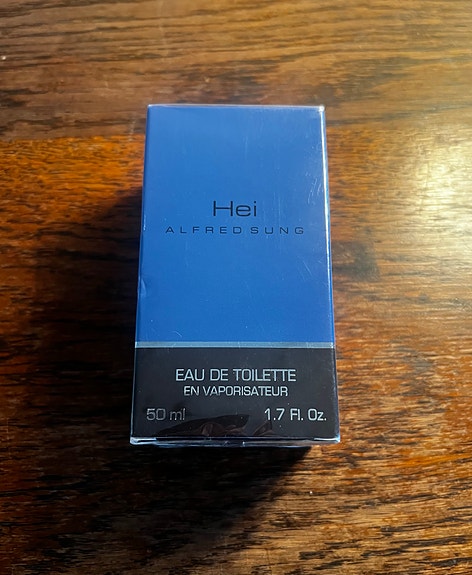 Hei
ALFRED SUNG
EAU DE TOILETTE
EN VAPORISATEUR
50 ml 1.7 Fl. Oz.